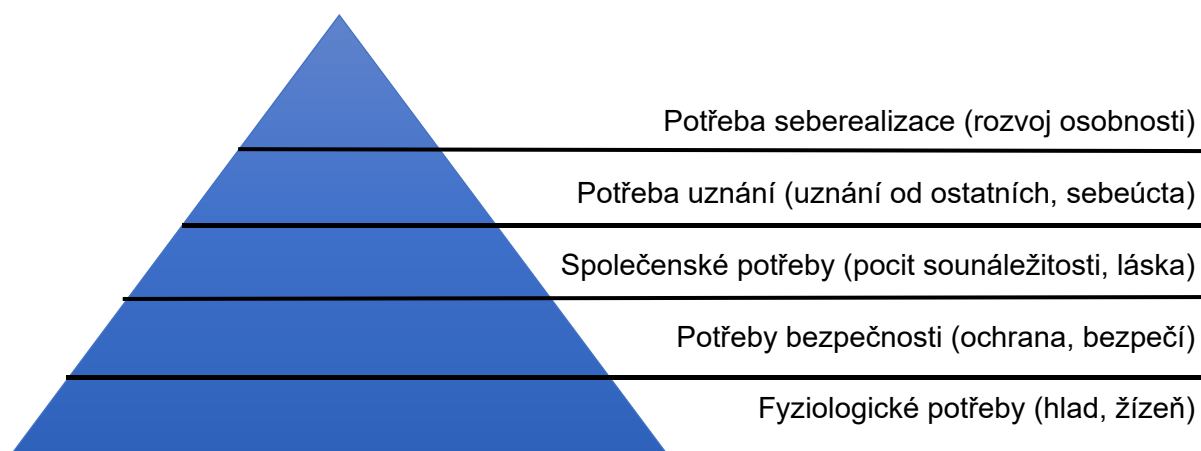 Potřeba seberealizace (rozvoj osobnosti)
Potřeba uznání (uznání od ostatních, sebeúcta)
Společenské potřeby (pocit sounáležitosti, láska)
Potřeby bezpečnosti (ochrana, bezpečí)
Fyziologické potřeby (hlad, žízeň)